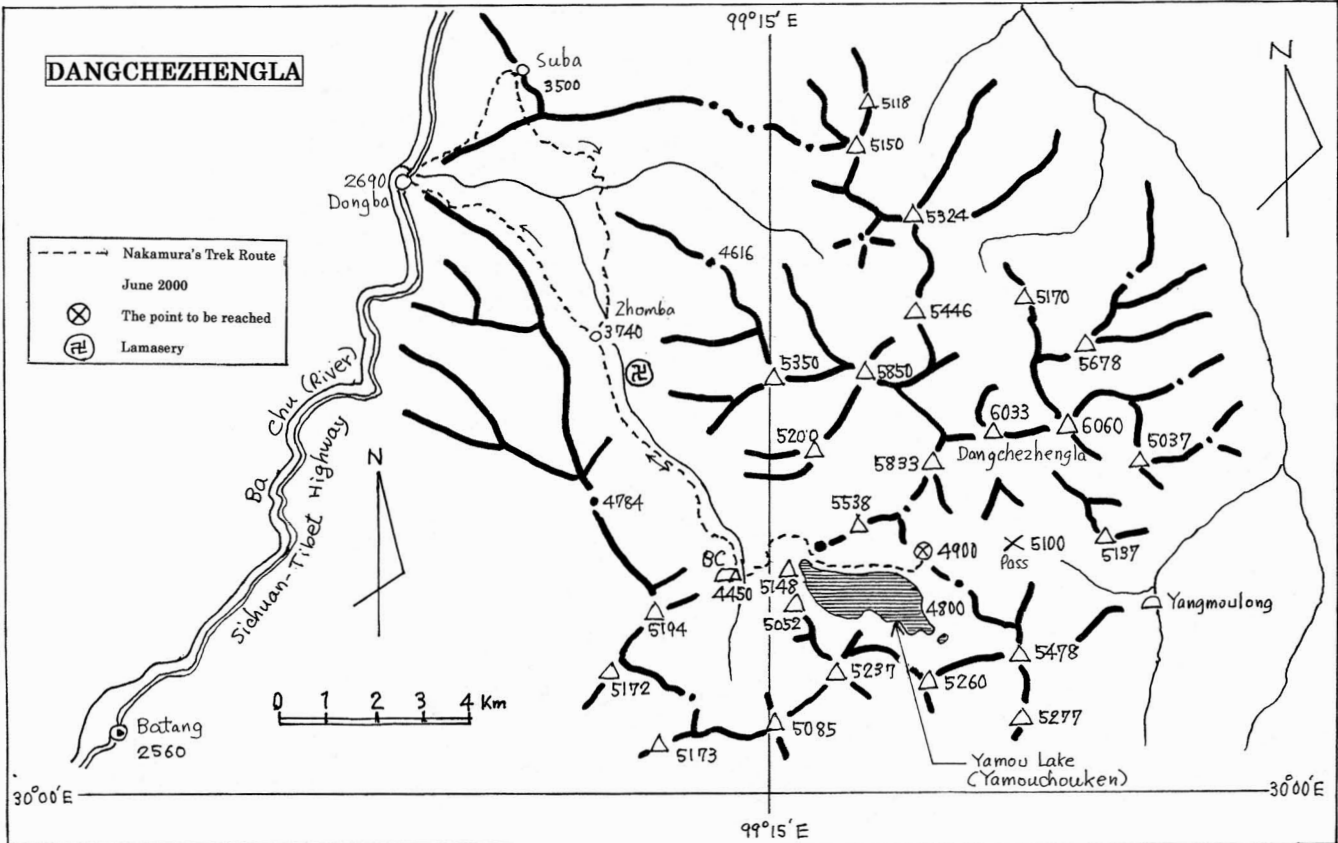 99°15′E
DANGCHEZHENGLA
N
Suba
3500
5118
5150
2690
Dongba
5324
Nakamura's Trek Route
June 2000
The point to be reached
卍 Lamasery
4616
5170
5446
Zhomba
3740
卍
5678
5350
5850
Ba Chu (River)
Sichuan-Tibet Highway
6033
6060
5200
Dangchezhengla
5037
5833
N
4784
5538
4900
5100
Pass
5137
BC
4450
5148
4800
Yangmoulong
5052
5194
5478
5172
5237
5260
0 1 2 3 4 Km
5277
Batang
2560
5085
5173
Yamou Lake
(Yamouchouken)
30°00′E
30°00′E
99°15′E